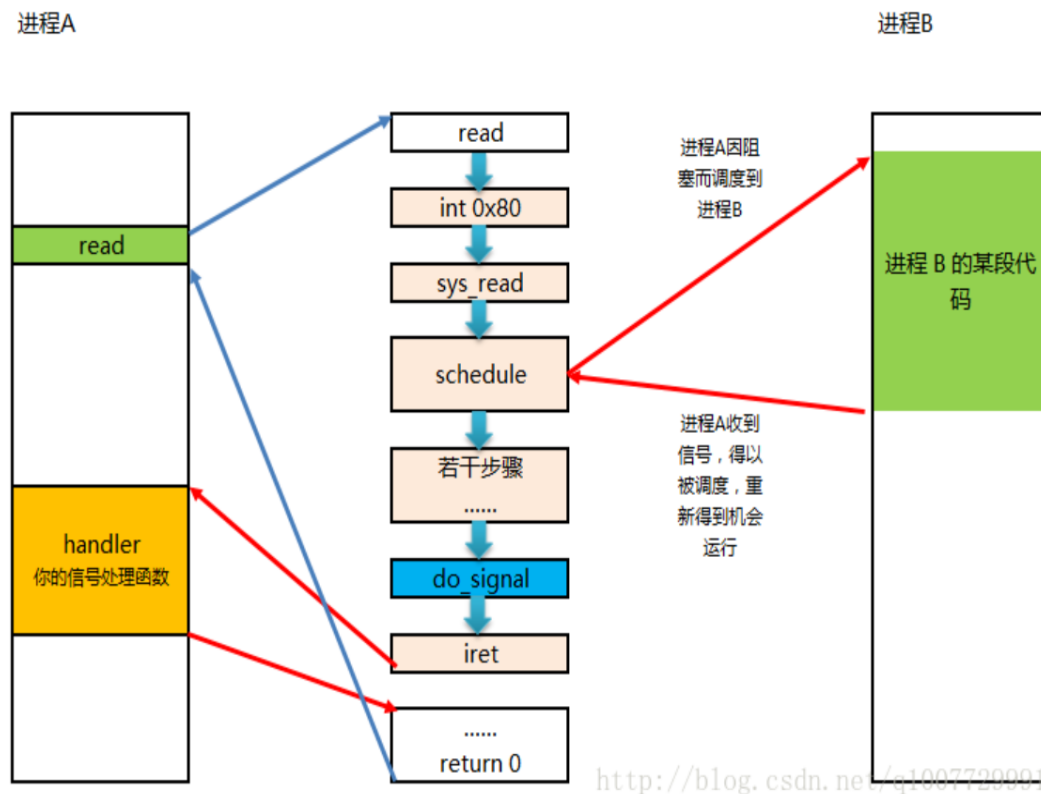 进程A
进程B
read
int 0x80
sys_read
schedule
若干步骤
......
do_signal
iret
......
return 0
read
handler
你的信号处理函数
进程A因阻
塞而调度到
进程B
进程A收到
信号，得以
被调度，重
新得到机会
运行
进程 B 的某段代
码
http://blog.csdn.net/q1007729991